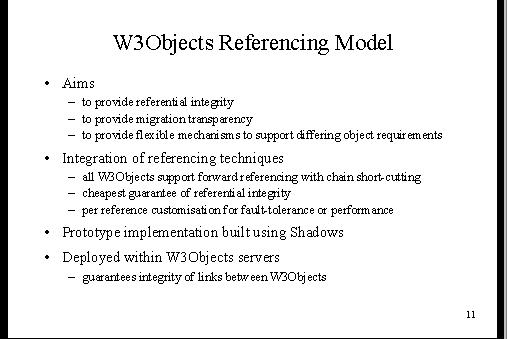 W3Objects Referencing Model
• Aims
– to provide referential integrity
– to provide migration transparency
– to provide flexible mechanisms to support differing object requirements
• Integration of referencing techniques
– all W3Objects support forward referencing with chain short-cutting
– cheapest guarantee of referential integrity
– per reference customisation for fault-tolerance or performance
• Prototype implementation built using Shadows
• Deployed within W3Objects servers
– guarantees integrity of links between W3Objects
11